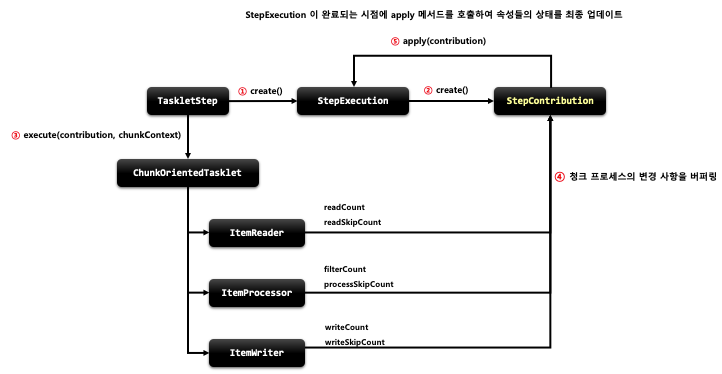 StepExecution 이 완료되는 시점에 apply 메서드를 호출하여 속성들의 상태를 최종 업데이트
⑤ apply(contribution)
TaskletStep
① create()
StepExecution
② create()
StepContribution
③ execute(contribution, chunkContext)
ChunkOrientedTasklet
④ 청크 프로세스의 변경 사항을 버퍼링
readCount
readSkipCount
ItemReader
filterCount
processSkipCount
ItemProcessor
writeCount
writeSkipCount
ItemWriter